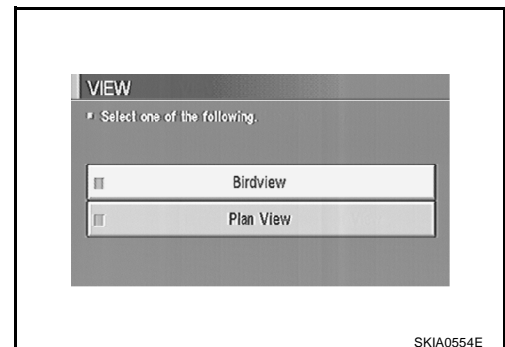 VIEW
Select one of the following.
Birdview
Plan View
SKIA0554E